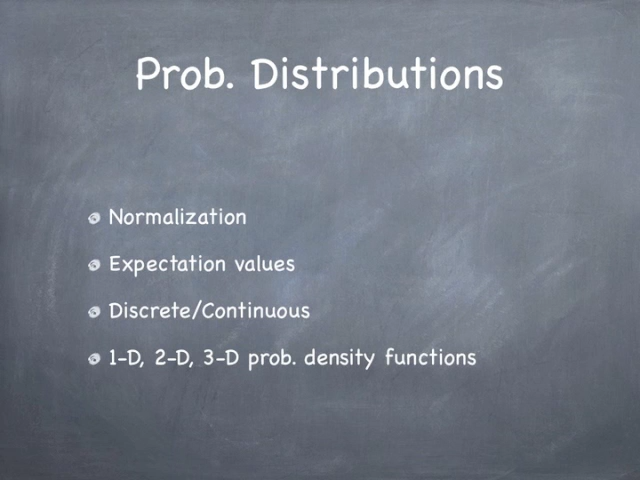 Prob. Distributions
Normalization
Expectation values
Discrete/Continuous
1-D, 2-D, 3-D prob. density functions